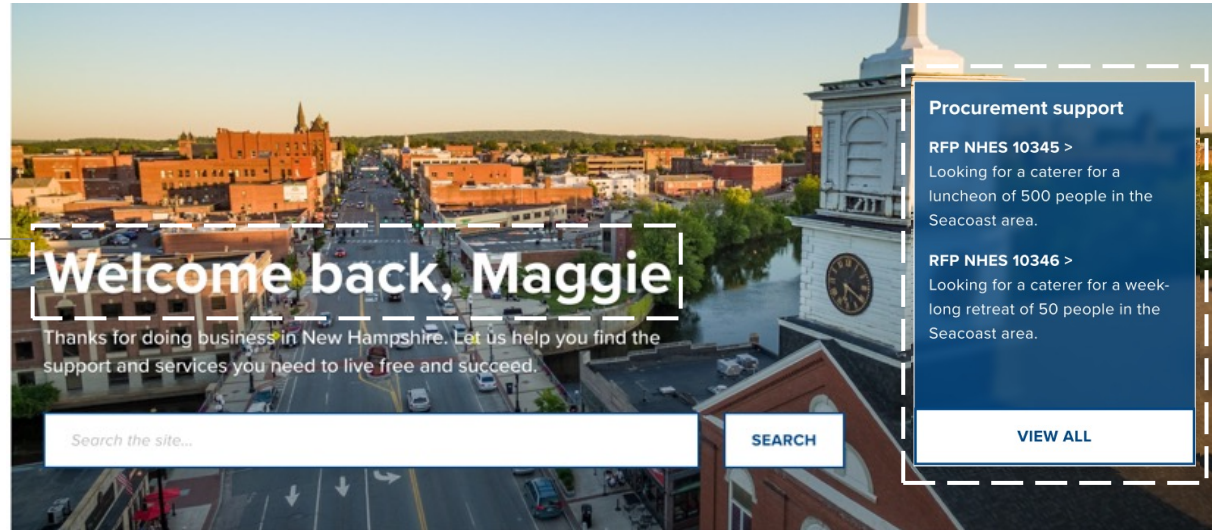 Welcome back, Maggie
Thanks for doing business in New Hampshire. Let us help you find the
support and services you need to live free and succeed.
Search the site...
SEARCH
Procurement support
RFP NHES 10345 >
Looking for a caterer for a
luncheon of 500 people in the
Seacoast area.
RFP NHES 10346 >
Looking for a caterer for a week-
long retreat of 50 people in the
Seacoast area.
VIEW ALL